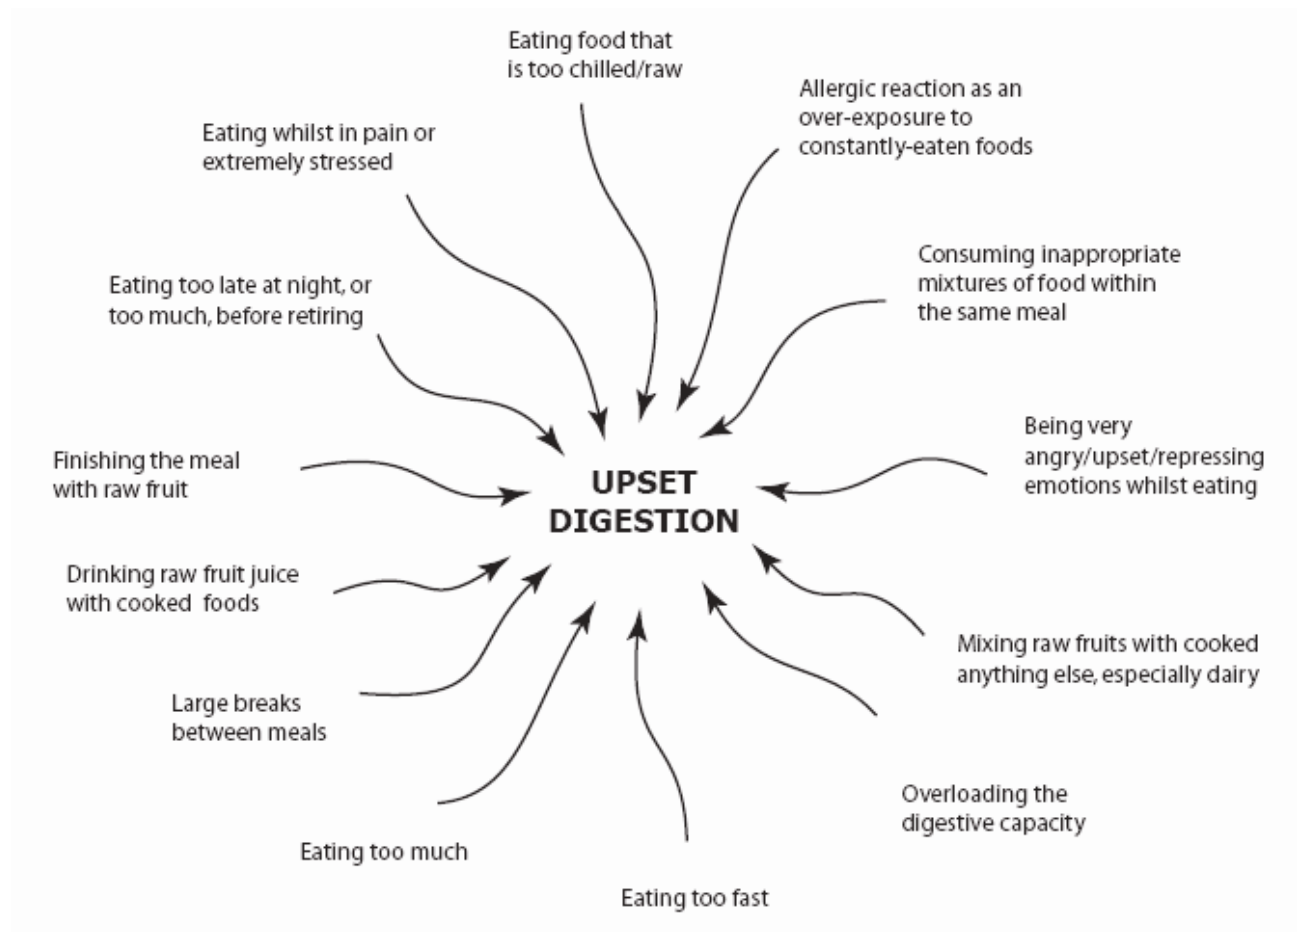 Eating food that
is too chilled/raw
Allergic reaction as an
over-exposure to
constantly-eaten foods
Eating whilst in pain or
extremely stressed
Consuming inappropriate
mixtures of food within
the same meal
Eating too late at night, or
too much, before retiring
Being very
angry/upset/repressing
emotions whilst eating
Finishing the meal
with raw fruit
UPSET
DIGESTION
Drinking raw fruit juice
with cooked foods
Mixing raw fruits with cooked
anything else, especially dairy
Large breaks
between meals
Overloading the
digestive capacity
Eating too much
Eating too fast